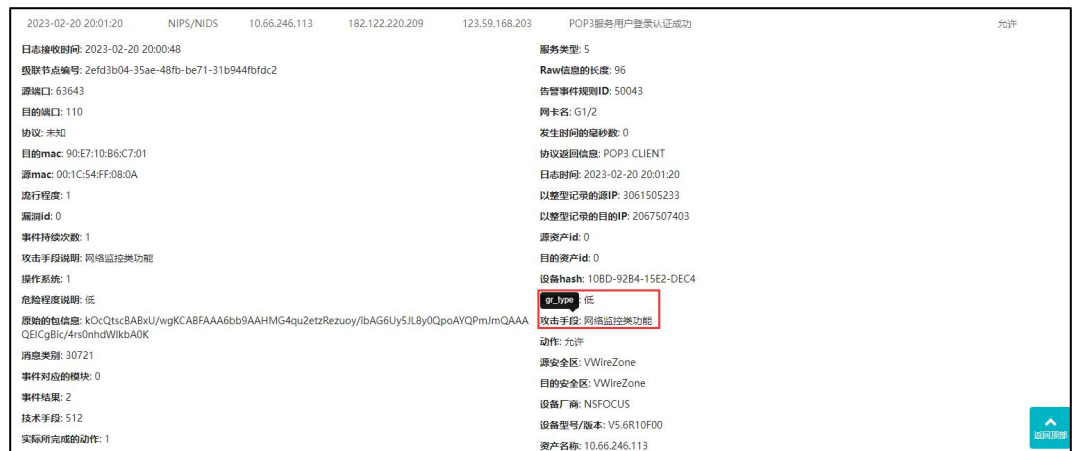 2023-02-20 20:01:20 NIPS/NIDS 10.66.246.113 182.122.220.209 123.59.168.203 POP3服务用户登录认证成功 允许
日志接收时间: 2023-02-20 20:00:48
级联节点编号: 2efd3b04-35ae-48fb-be71-31b944fbfdc2
源端口: 63643
目的端口: 110
协议: 未知
目的mac: 90:E7:10:B6:C7:01
源mac: 00:1C:54:FF:08:0A
流行程度: 1
漏洞id: 0
事件持续次数: 1
攻击手段说明: 网络监控类功能
操作系统: 1
危险程度说明: 低
原始的包信息: kOcQtscBABxU/wgKCABFAAA6bb9AAHMG4qu2etzRezuoy/ibAG6Uy5JL8y0QpoAYQPmJmQAAA
QEICgBic/4rs0nhdWlkbA0K
消息类别: 30721
事件对应的模块: 0
事件结果: 2
技术手段: 512
实际所完成的动作: 1
服务类型: 5
Raw信息的长度: 96
告警事件规则ID: 50043
网卡名: G1/2
发生时间的毫秒数: 0
协议返回信息: POP3 CLIENT
日志时间: 2023-02-20 20:01:20
以整型记录的源IP: 3061505233
以整型记录的目的IP: 2067507403
源资产id: 0
目的资产id: 0
设备hash: 10BD-92B4-15E2-DEC4
gr_type : 低
攻击手段: 网络监控类功能
动作: 允许
源安全区: VWireZone
目的安全区: VWireZone
设备厂商: NSFOCUS
设备型号/版本: V5.6R10F00
资产名称: 10.66.246.113
返回顶部